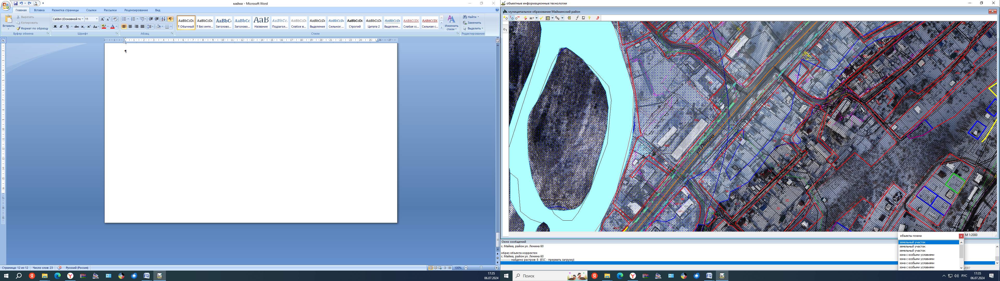 майма - Microsoft Word
Главная Вставка Разметка страницы Ссылки Рассылки Рецензирование Вид
Вставить
Вырезать
Копировать
Формат по образцу
Буфер обмена
Calibri (Основной те 11
Шрифт
Абзац
AaBbCcDc AaBbCcDc AaBbCc AaBbCc AaB AaBbCc. AaBbCcDc AaBbCcDc AaBbCcDc AaBbCcDc AaBbCcDc AaBbCcDc AaBbCcDc AaBbCcDc
¶ Обычный ¶ Без инте... Заголово... Заголово... Название Подзагол... Слабое в... Выделение Сильное ... Строгий Цитата 2 Выделенн... Слабая сс... Сильная с...
Изменить стили
Стили
Найти
Заменить
Выделить
Редактирование
¶
Страница: 12 из 12 Число слов: 23 Русский (Россия) 100%
17:35
06.07.2024
объектные информационные технологии
муниципальное образование Майминский район
ул.Ленина
М 1:2000
Окно сообщений
с. Майма, район ул. Ленина 60
образ объекта корректен
с. Майма, район ул. Ленина 60
--------- найдено растров: 8 (ESC - прервать загрузку)
объекты плана
земельный участок
земельный участок
земельный участок
зона с особыми условиями
зона с особыми условиями
зона с особыми условиями
зона с особыми условиями
VER7
Поиск
РУС
17:35
06.07.2024